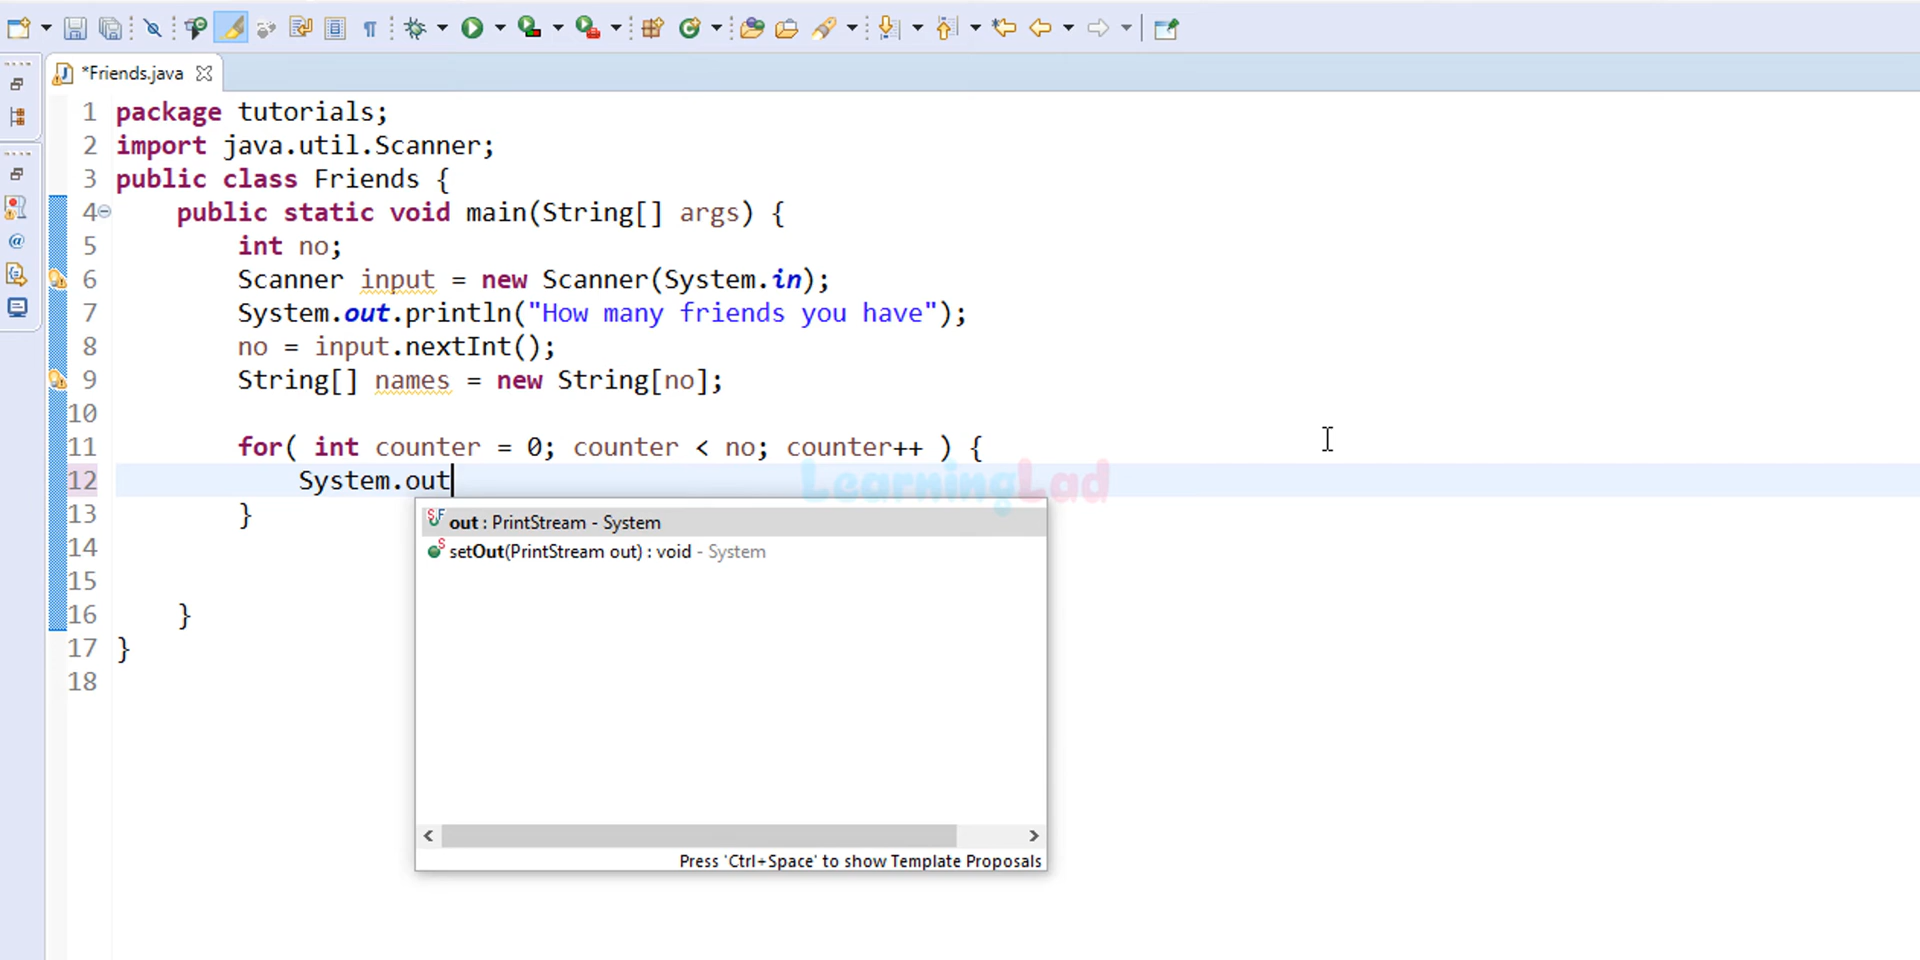 *Friends.java
1 package tutorials;
2 import java.util.Scanner;
3 public class Friends {
4 public static void main(String[] args) {
5 int no;
6 Scanner input = new Scanner(System.in);
7 System.out.println("How many friends you have");
8 no = input.nextInt();
9 String[] names = new String[no];
10
11 for( int counter = 0; counter < no; counter++ ) {
LearningLad
12 System.out
13 }
out : PrintStream - System
14
setOut(PrintStream out) : void - System
15
16 }
17 }
18
Press 'Ctrl+Space' to show Template Proposals